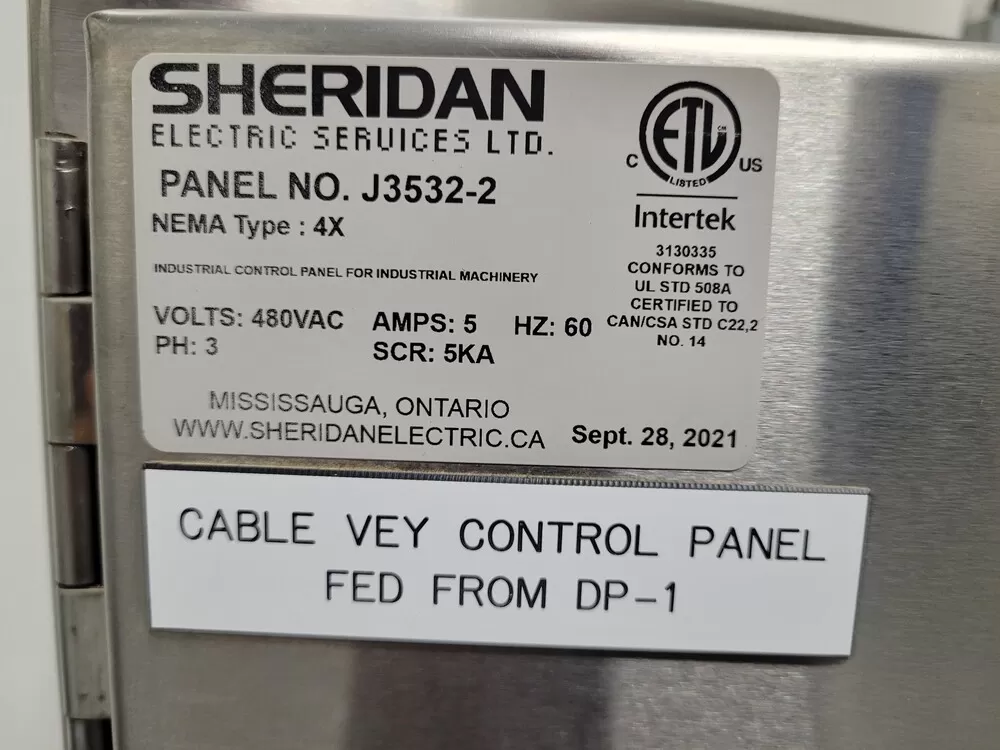 SHERIDAN
ELECTRIC SERVICES LTD.
PANEL NO. J3532-2
NEMA Type : 4X
INDUSTRIAL CONTROL PANEL FOR INDUSTRIAL MACHINERY
VOLTS: 480VAC AMPS: 5 HZ: 60
PH: 3 SCR: 5KA
MISSISSAUGA, ONTARIO
WWW.SHERIDANELECTRIC.CA Sept. 28, 2021
ETL CM
C US
LISTED
Intertek
3130335
CONFORMS TO
UL STD 508A
CERTIFIED TO
CAN/CSA STD C22,2
NO. 14
CABLE VEY CONTROL PANEL
FED FROM DP-1